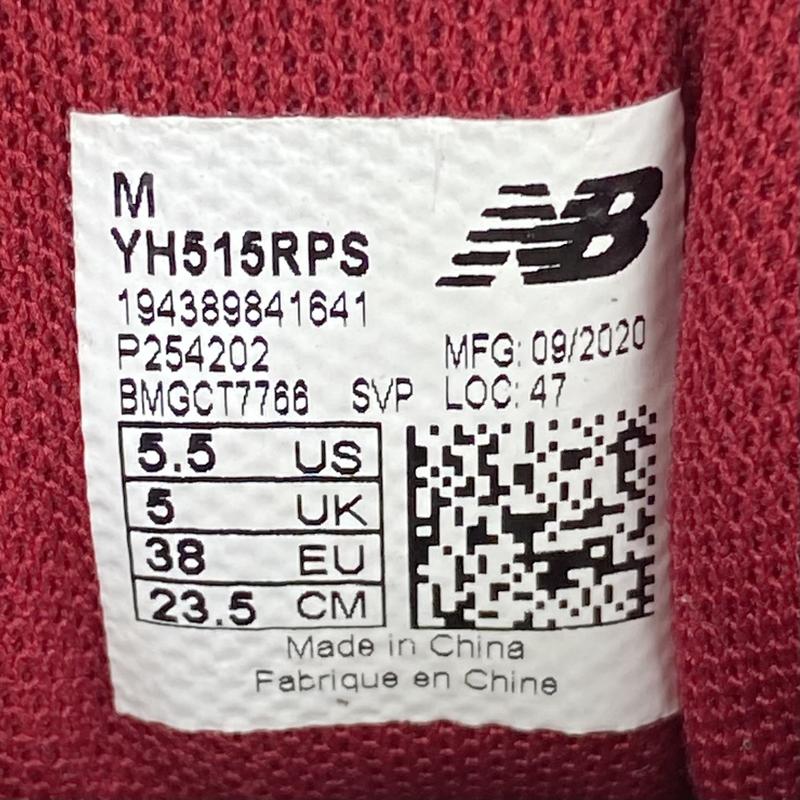 M
YH515RPS
NB
194389841641
P254202
MFG: 09/2020
BMGCT7766 SVP LOC: 47
5.5 US
5 UK
38 EU
23.5 CM
Made in China
Fabrique en Chine